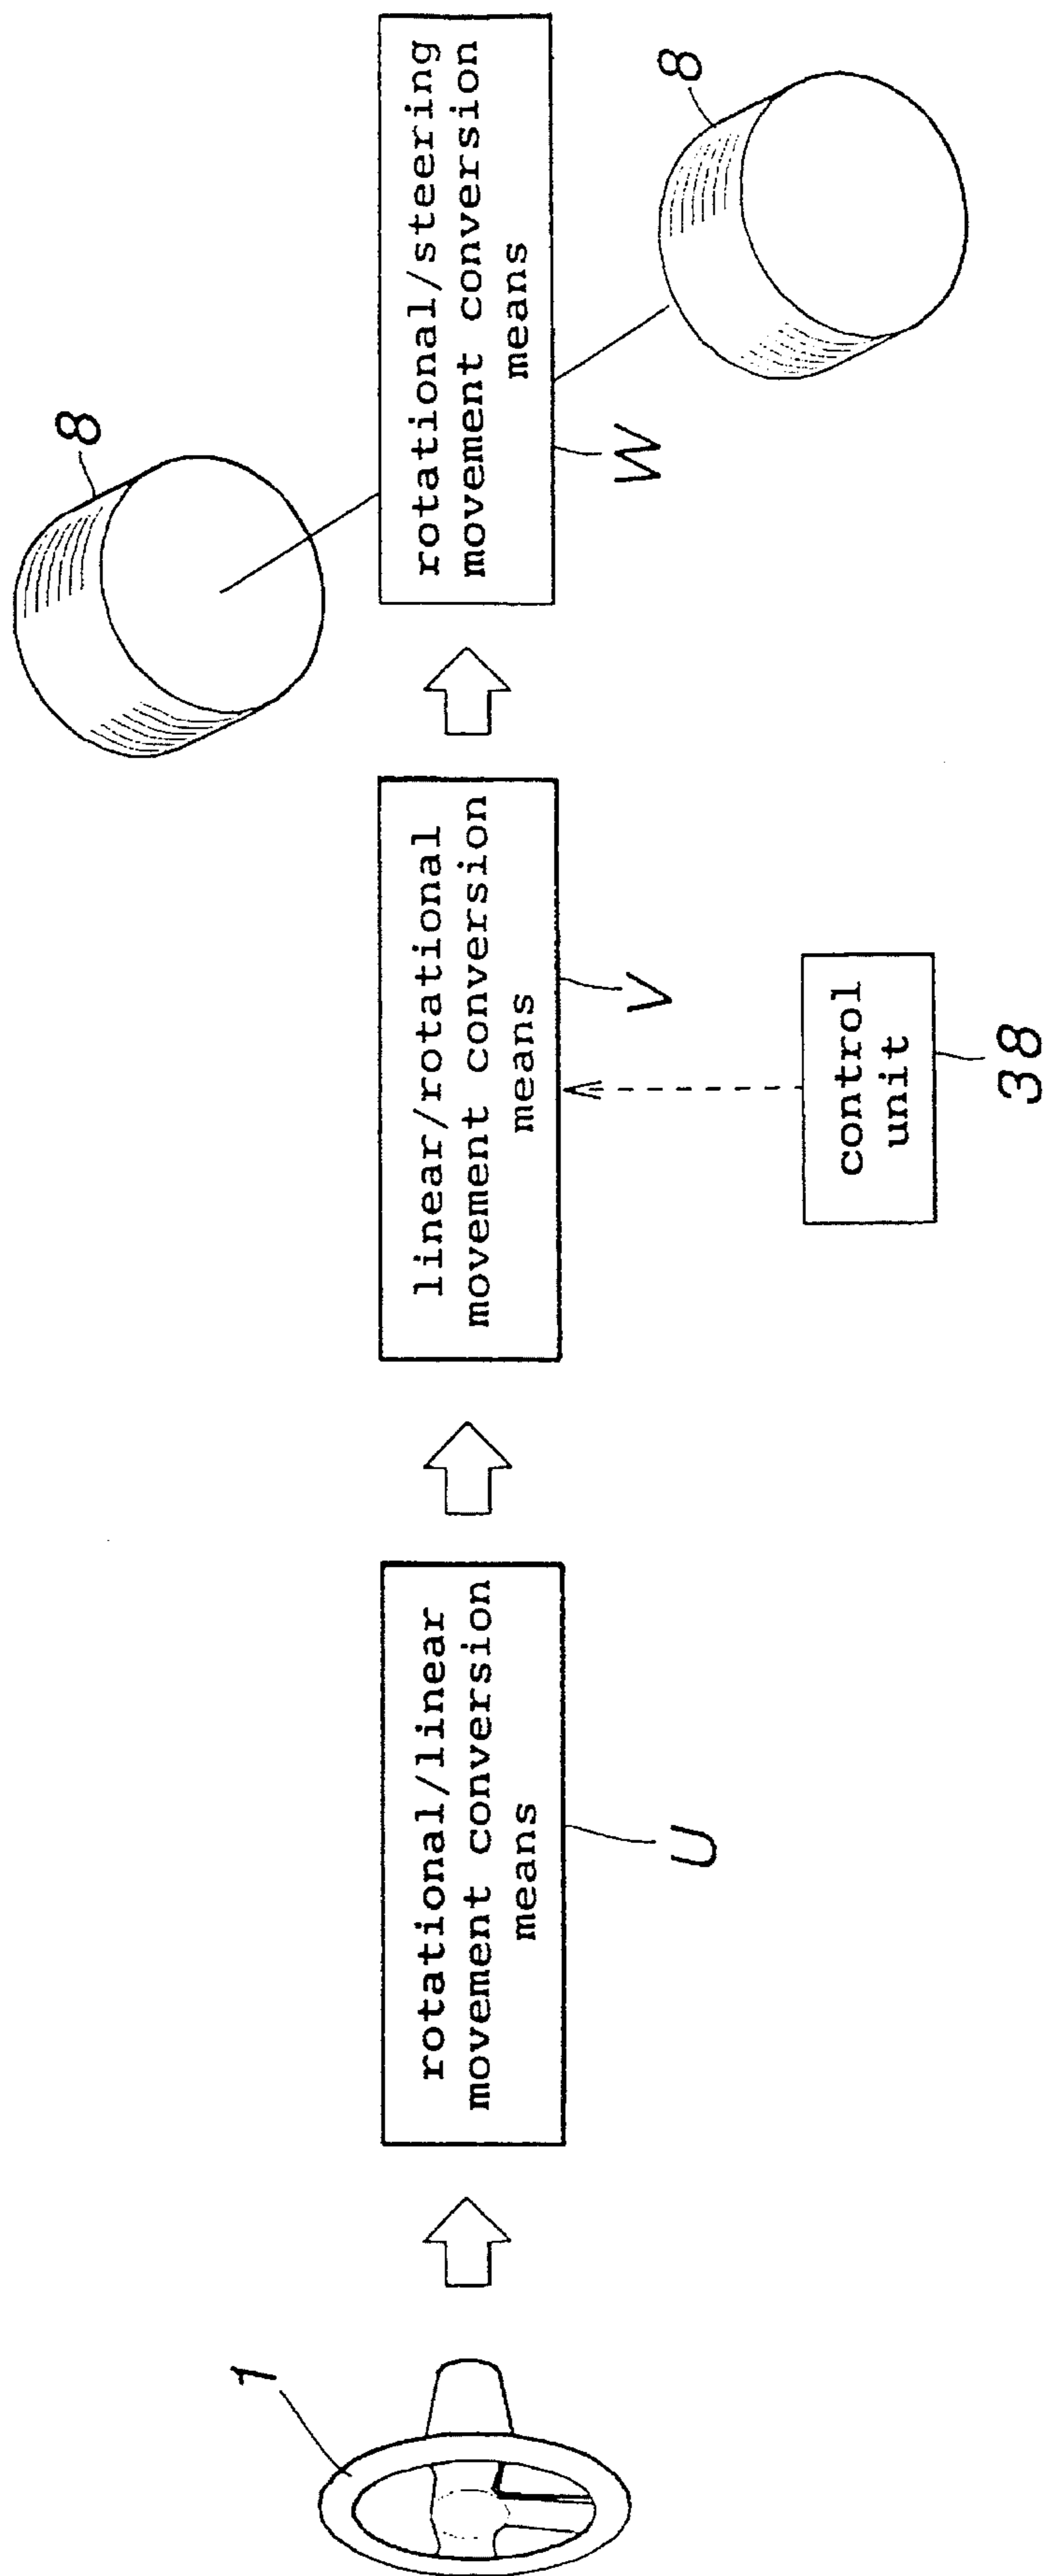 1
rotational/linear
movement conversion
means
U
linear/rotational
movement conversion
means
V
control
unit
38
8
rotational/steering
movement conversion
means
W
8